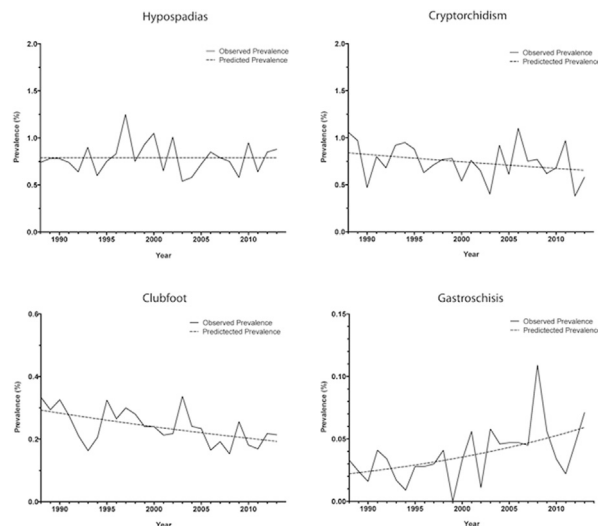 Hypospadias
Observed Prevalence
Predicted Prevalence
Prevalence (%)
2.0
1.5
1.0
0.5
0.0
1990 1995 2000 2005 2010
Year
Cryptorchidism
Observed Prevalence
Predictected Prevalence
Prevalence (%)
2.0
1.5
1.0
0.5
0.0
1990 1995 2000 2005 2010
Year
Clubfoot
Observed Prevalence
Predictected Prevalence
Prevalence (%)
0.6
0.4
0.2
0.0
1990 1995 2000 2005 2010
Year
Gastroschisis
Observed Prevalence
Predictected Prevalence
Prevalence (%)
0.15
0.10
0.05
0.00
1990 1995 2000 2005 2010
Year